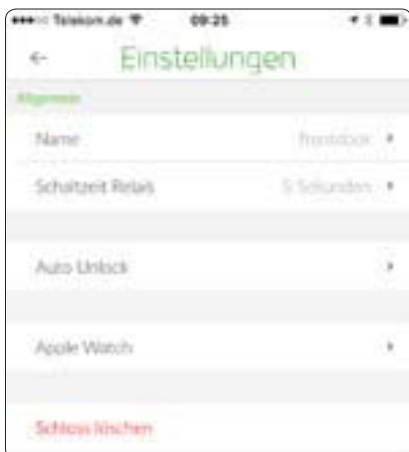 Telekom.de 09:25
Einstellungen
Allgemein
Name frontdoor
Schaltzeit Relais 5 Sekunden
Auto Unlock
Apple Watch
Schloss löschen